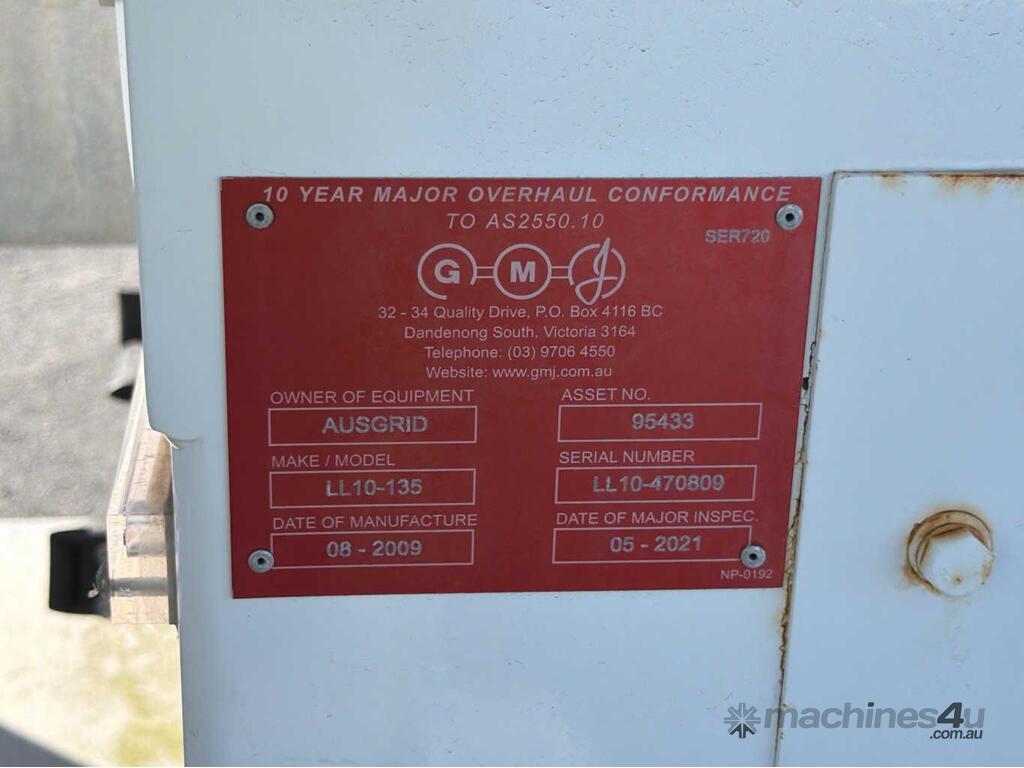 10 YEAR MAJOR OVERHAUL CONFORMANCE
TO AS2550.10
SER720
G M J
32 - 34 Quality Drive, P.O. Box 4116 BC
Dandenong South, Victoria 3164
Telephone: (03) 9706 4550
Website: www.gmj.com.au
OWNER OF EQUIPMENT
AUSGRID
ASSET NO.
95433
MAKE / MODEL
LL10-135
SERIAL NUMBER
LL10-470809
DATE OF MANUFACTURE
08 - 2009
DATE OF MAJOR INSPEC.
05 - 2021
NP-0192
machines4u
.com.au